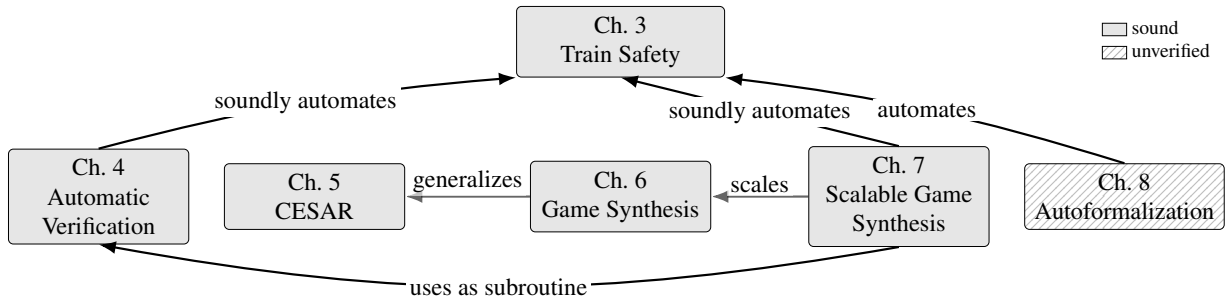 Ch. 3
Train Safety
sound
unverified
soundly automates
soundly automates
automates
Ch. 4
Automatic
Verification
Ch. 5
CESAR
generalizes
Ch. 6
Game Synthesis
scales
Ch. 7
Scalable Game
Synthesis
Ch. 8
Autoformalization
uses as subroutine